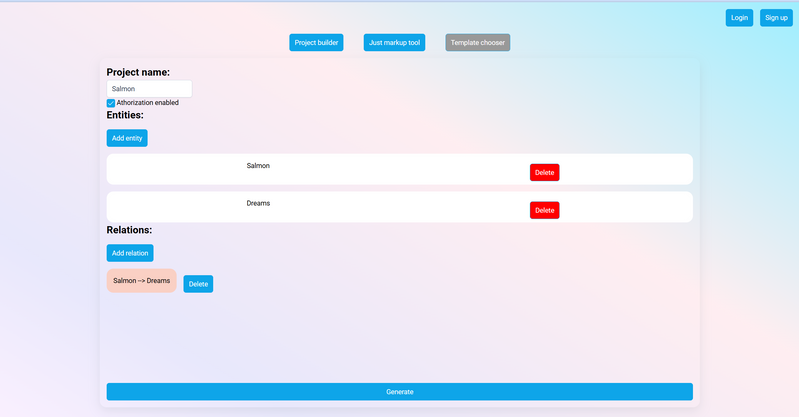 Login Sign up
Project builder Just markup tool Template chooser
Project name:
Salmon
Athorization enabled
Entities:
Add entity
Salmon Delete
Dreams Delete
Relations:
Add relation
Salmon --> Dreams Delete
Generate